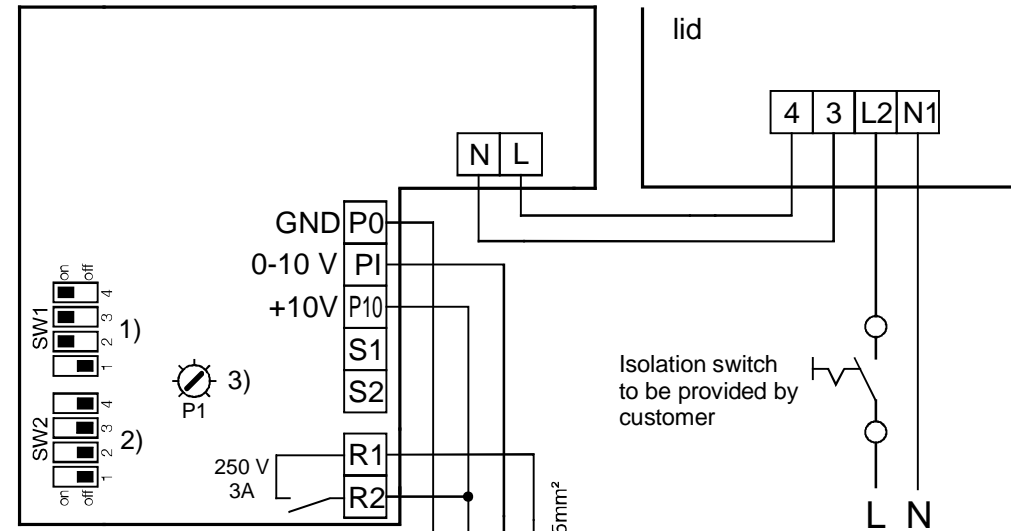 lid
4 3 L2 N1
N L
GND P0
0-10 V PI
+10V P10
S1
S2
on off
SW1
4
3
2
1
1)
3)
P1
SW2
4
3
2
1
2)
on off
250 V
3A
R1
R2
5mm²
Isolation switch
to be provided by
customer
L N